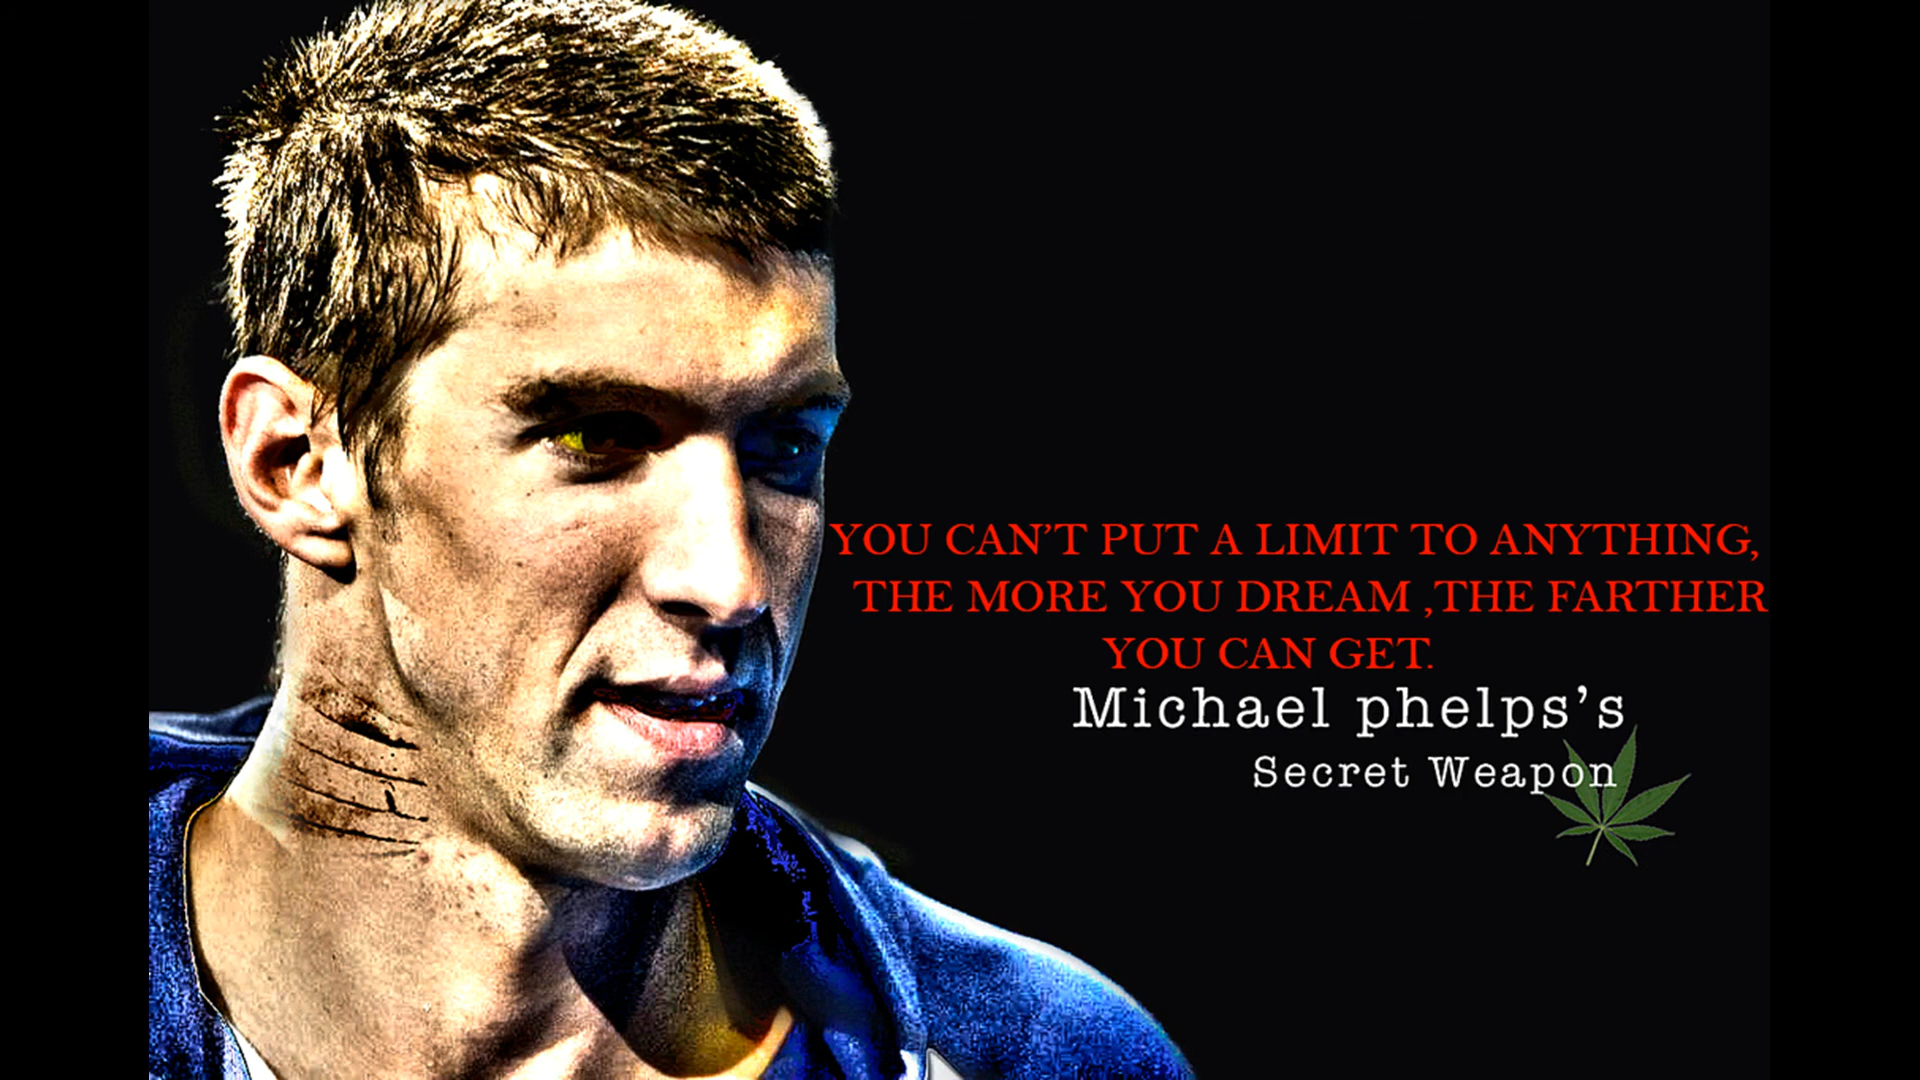 YOU CAN’T PUT A LIMIT TO ANYTHING,
THE MORE YOU DREAM ,THE FARTHER
YOU CAN GET.
Michael phelps’s
Secret Weapon